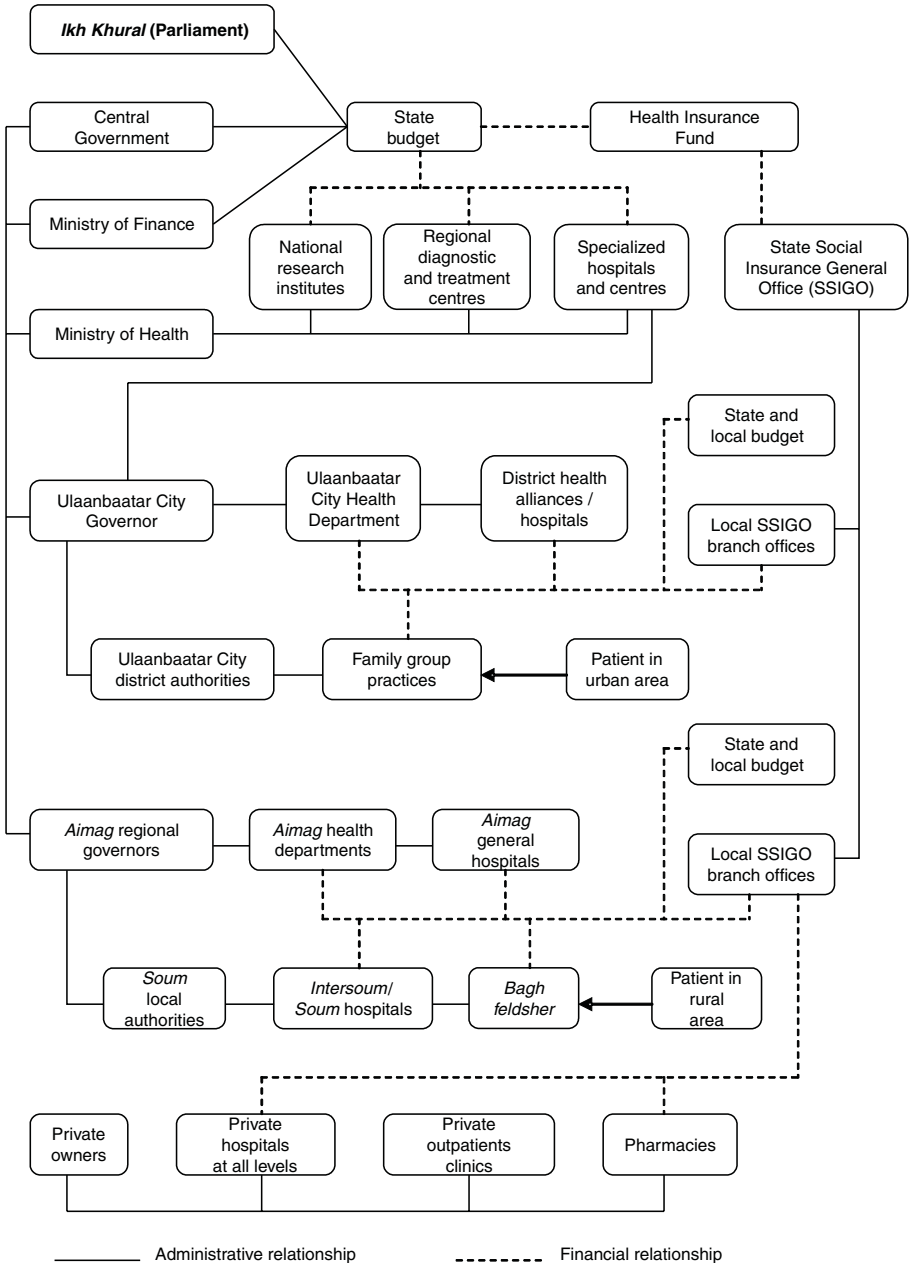 Ikh Khural (Parliament)
Central
Government
State
budget
Health Insurance
Fund
Ministry of Finance
National
research
institutes
Regional
diagnostic
and treatment
centres
Specialized
hospitals
and centres
State Social
Insurance General
Office (SSIGO)
Ministry of Health
State and
local budget
Ulaanbaatar City
Governor
Ulaanbaatar
City Health
Department
District health
alliances /
hospitals
Local SSIGO
branch offices
Ulaanbaatar City
district authorities
Family group
practices
Patient in
urban area
State and
local budget
Aimag regional
governors
Aimag health
departments
Aimag
general
hospitals
Local SSIGO
branch offices
Soum
local
authorities
Intersoum/
Soum hospitals
Bagh
feldsher
Patient in
rural
area
Private
owners
Private
hospitals
at all levels
Private
outpatients
clinics
Pharmacies
Administrative relationship
Financial relationship